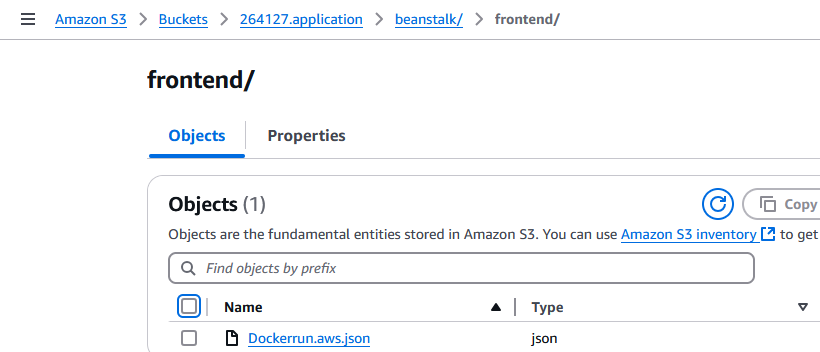 Amazon S3 > Buckets > 264127.application > beanstalk/ > frontend/
frontend/
Objects Properties
Objects (1) Copy
Objects are the fundamental entities stored in Amazon S3. You can use Amazon S3 inventory to get
Find objects by prefix
Name Type
Dockerrun.aws.json json